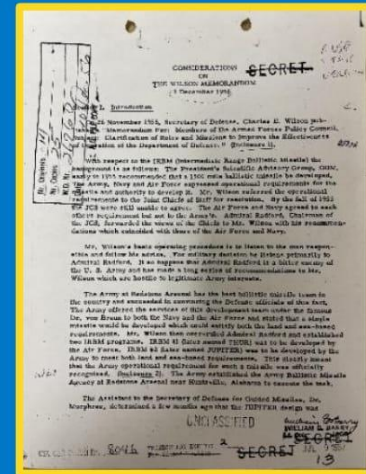 CONSIDERATIONS SECRET
ON
THE WILSON MEMORANDUM
December 1956
Introduction
26 November 1956, Secretary of Defense, Charles E. Wilson
"Memorandum For: Members of the Armed Forces Policy Council,
Clarification of Roles and Missions to Improve the Effectiveness
of Operation of the Department of Defense."
With respect to the IRBM (Intermediate Range Ballistic Missile) the
background is as follows: The President's Scientific Advisory Group,
early in 1955 recommended that a 1500 mile ballistic missile be developed.
The Army, Navy and Air Force expressed operational requirements for the
missile and authority to develop it. Mr. Wilson referred the operational
requirements to the Joint Chiefs of Staff for resolution. By the fall of 1955
the JCS were still unable to agree. The Air Force and Navy agreed to each
others requirement but not to the Army's. Admiral Radford, Chairman of
the JCS, forwarded the views of the Chiefs to Mr. Wilson with his recommendations
which coincided with those of the Air Force and Navy.
Mr. Wilson's basic operating procedure is to listen to the man responsible
and follow his advice. For military decision he listens primarily to
Admiral Radford. It so happens that Admiral Radford is a bitter enemy of
the U. S. Army and has made a long series of recommendations to Mr.
Wilson which are hostile to legitimate Army interests.
The Army at Redstone Arsenal has the best ballistic missile team in
the country and succeeded in convincing the Defense officials of this fact.
The Army offered the services of this development team under the famous
Dr. von Braun to both the Navy and the Air Force and stated that a single
missile would be developed which could satisfy both the land and sea-based
requirements. Mr. Wilson then overruled Admiral Radford and established
two IRBM programs. IRBM #1 (later named THOR) was to be developed by
the Air Force. IRBM #2 (later named JUPITER) was to be developed by the
Army to meet both land and sea-based requirements. This clearly meant
that the Army operational requirement for such a missile was officially
recognized. The Army established the Army Ballistic Missile
Agency at Redstone Arsenal near Huntsville, Alabama to execute the task.
The Assistant to the Secretary of Defense for Guided Missiles, Dr.
Murphree, determined a few months ago that the JUPITER design was
UNCLASSIFIED
2
SECRET
13